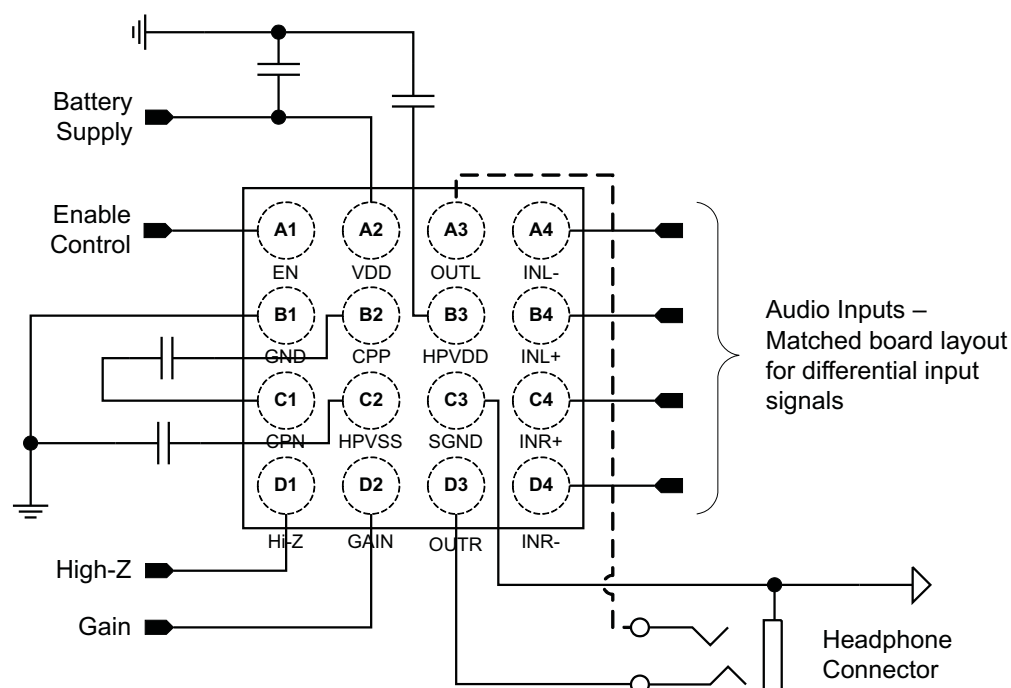 Battery
Supply
Enable
Control
A1
A2
A3
A4
EN
VDD
OUTL
INL-
B1
B2
B3
B4
GND
CPP
HPVDD
INL+
Audio Inputs –
Matched board layout
for differential input
signals
C1
C2
C3
C4
CPN
HPVSS
SGND
INR+
D1
D2
D3
D4
Hi-Z
GAIN
OUTR
INR-
High-Z
Gain
Headphone
Connector